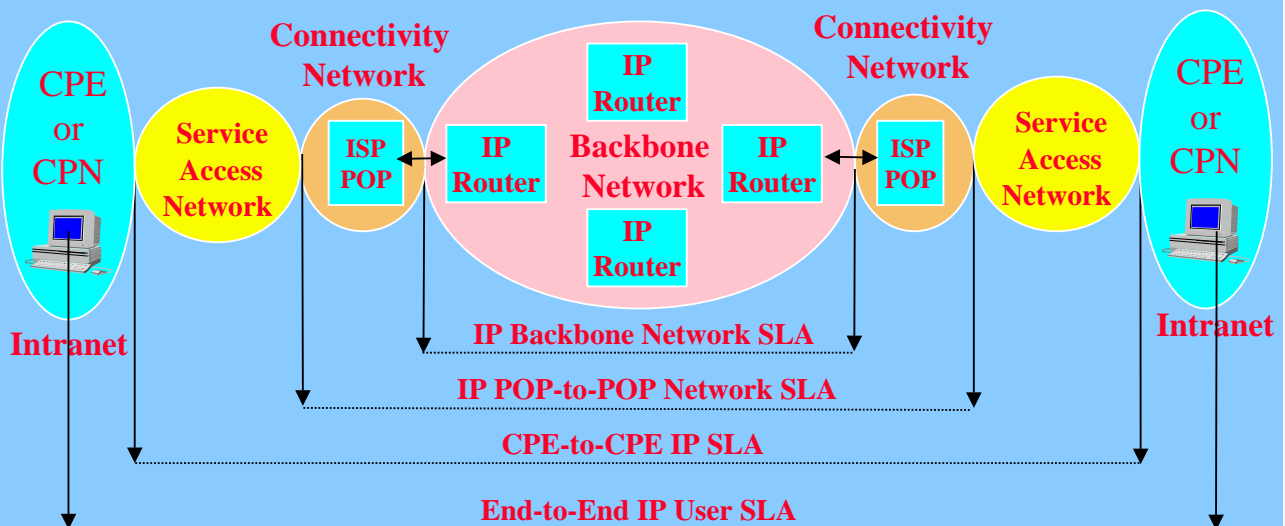 CPE
or
CPN
Intranet
Service
Access
Network
Connectivity
Network
ISP
POP
IP
Router
IP
Router
Backbone
Network
IP
Router
IP
Router
Connectivity
Network
ISP
POP
Service
Access
Network
CPE
or
CPN
Intranet
IP Backbone Network SLA
IP POP-to-POP Network SLA
CPE-to-CPE IP SLA
End-to-End IP User SLA